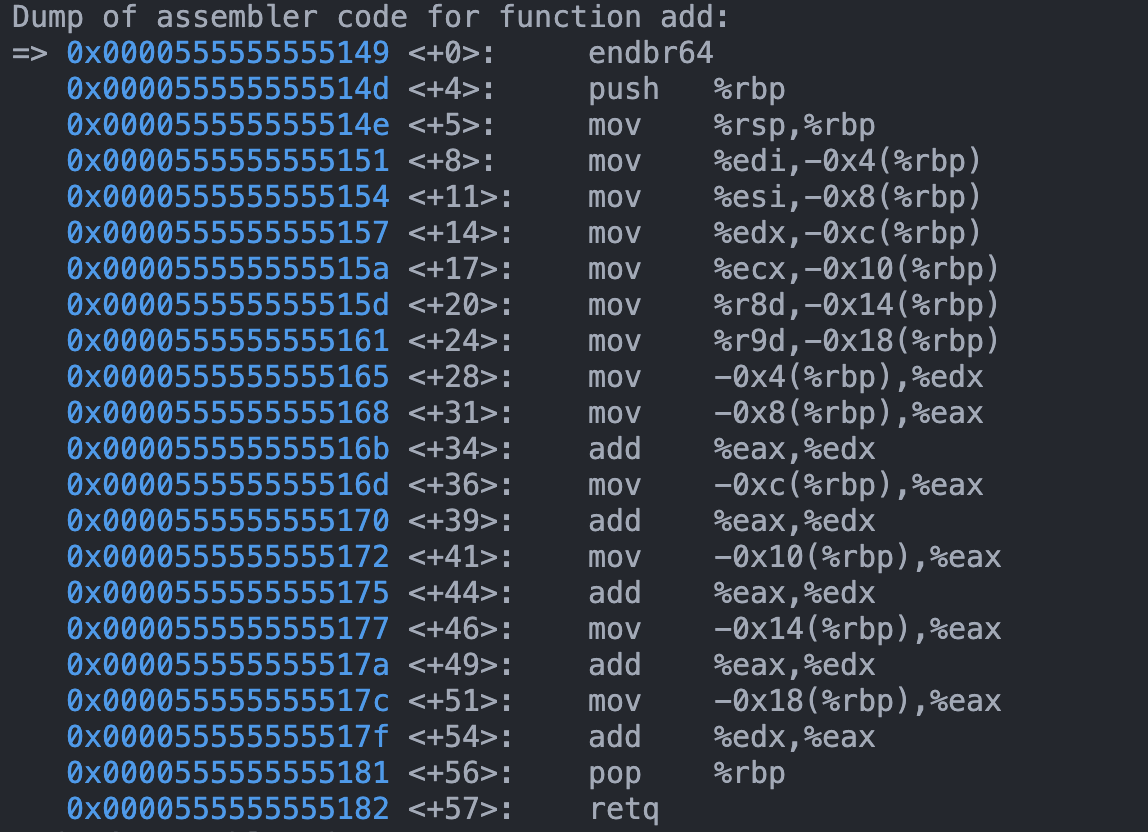 Dump of assembler code for function add:
=> 0x0000555555555149 <+0>: endbr64
0x000055555555514d <+4>: push %rbp
0x000055555555514e <+5>: mov %rsp,%rbp
0x0000555555555151 <+8>: mov %edi,-0x4(%rbp)
0x0000555555555154 <+11>: mov %esi,-0x8(%rbp)
0x0000555555555157 <+14>: mov %edx,-0xc(%rbp)
0x000055555555515a <+17>: mov %ecx,-0x10(%rbp)
0x000055555555515d <+20>: mov %r8d,-0x14(%rbp)
0x0000555555555161 <+24>: mov %r9d,-0x18(%rbp)
0x0000555555555165 <+28>: mov -0x4(%rbp),%edx
0x0000555555555168 <+31>: mov -0x8(%rbp),%eax
0x000055555555516b <+34>: add %eax,%edx
0x000055555555516d <+36>: mov -0xc(%rbp),%eax
0x0000555555555170 <+39>: add %eax,%edx
0x0000555555555172 <+41>: mov -0x10(%rbp),%eax
0x0000555555555175 <+44>: add %eax,%edx
0x0000555555555177 <+46>: mov -0x14(%rbp),%eax
0x000055555555517a <+49>: add %eax,%edx
0x000055555555517c <+51>: mov -0x18(%rbp),%eax
0x000055555555517f <+54>: add %edx,%eax
0x0000555555555181 <+56>: pop %rbp
0x0000555555555182 <+57>: retq